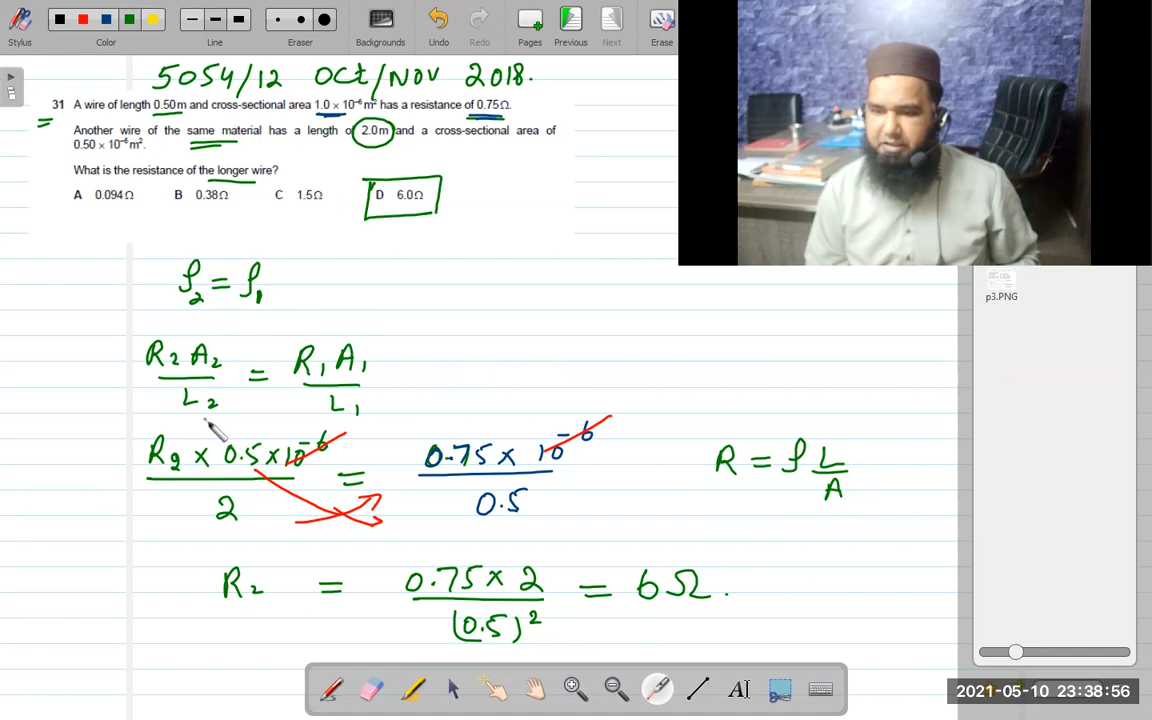 Stylus Color Line Eraser Backgrounds Undo Redo Pages Previous Next Erase
5054/12 Oct/Nov 2018.
31 A wire of length 0.50 m and cross-sectional area 1.0 × 10⁻⁶ m² has a resistance of 0.75 Ω.
Another wire of the same material has a length of 2.0 m and a cross-sectional area of
0.50 × 10⁻⁶ m².
What is the resistance of the longer wire?
A 0.094 Ω B 0.38 Ω C 1.5 Ω D 6.0 Ω
p3.PNG
ρ₂ = ρ₁
R₂ A₂ / L₂ = R₁ A₁ / L₁
R₂ × 0.5 × 10⁻⁶ / 2 = 0.75 × 10⁻⁶ / 0.5
R = ρ L / A
R₂ = 0.75 × 2 / (0.5)² = 6 Ω.
2021-05-10 23:38:56